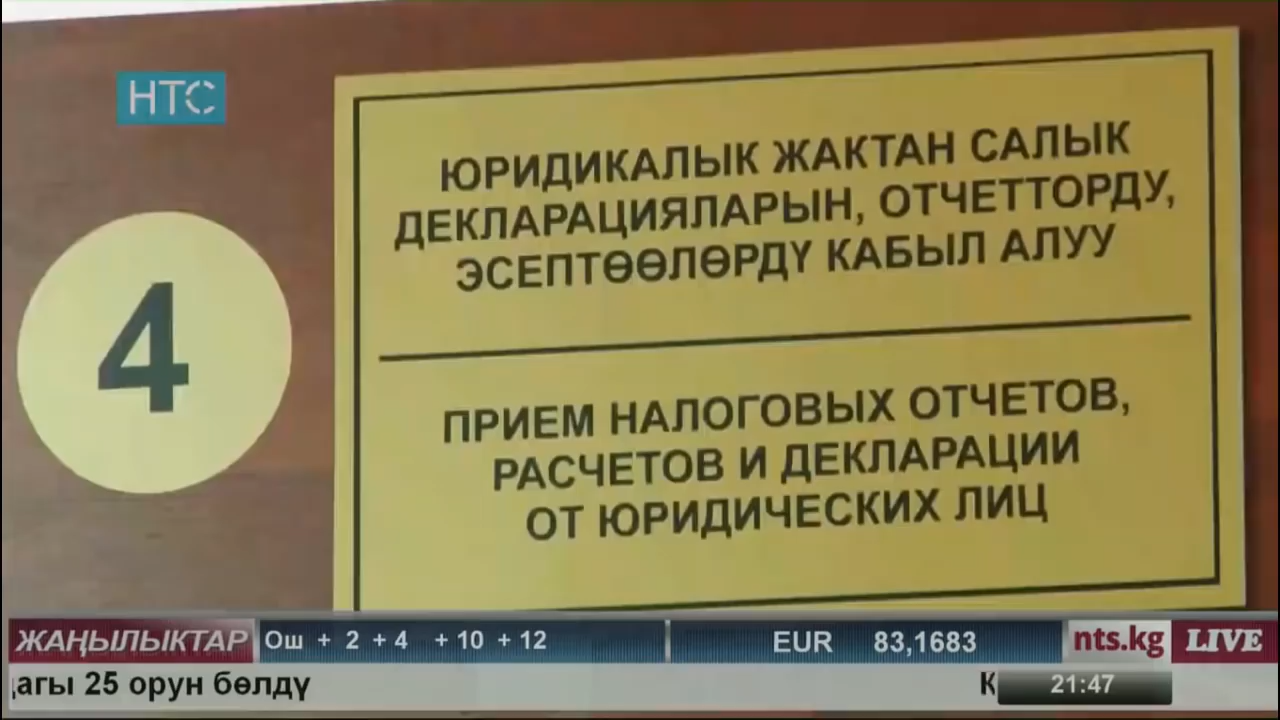 НТС
4
ЮРИДИКАЛЫК ЖАКТАН САЛЫК
ДЕКЛАРАЦИЯЛАРЫН, ОТЧЕТТОРДУ,
ЭСЕПТӨӨЛӨРДҮ КАБЫЛ АЛУУ
ПРИЕМ НАЛОГОВЫХ ОТЧЕТОВ,
РАСЧЕТОВ И ДЕКЛАРАЦИИ
ОТ ЮРИДИЧЕСКИХ ЛИЦ
ЖАҢЫЛЫКТАР Ош + 2 + 4 + 10 + 12 EUR 83,1683 nts.kg LIVE
25 орун бөлдү 21:47